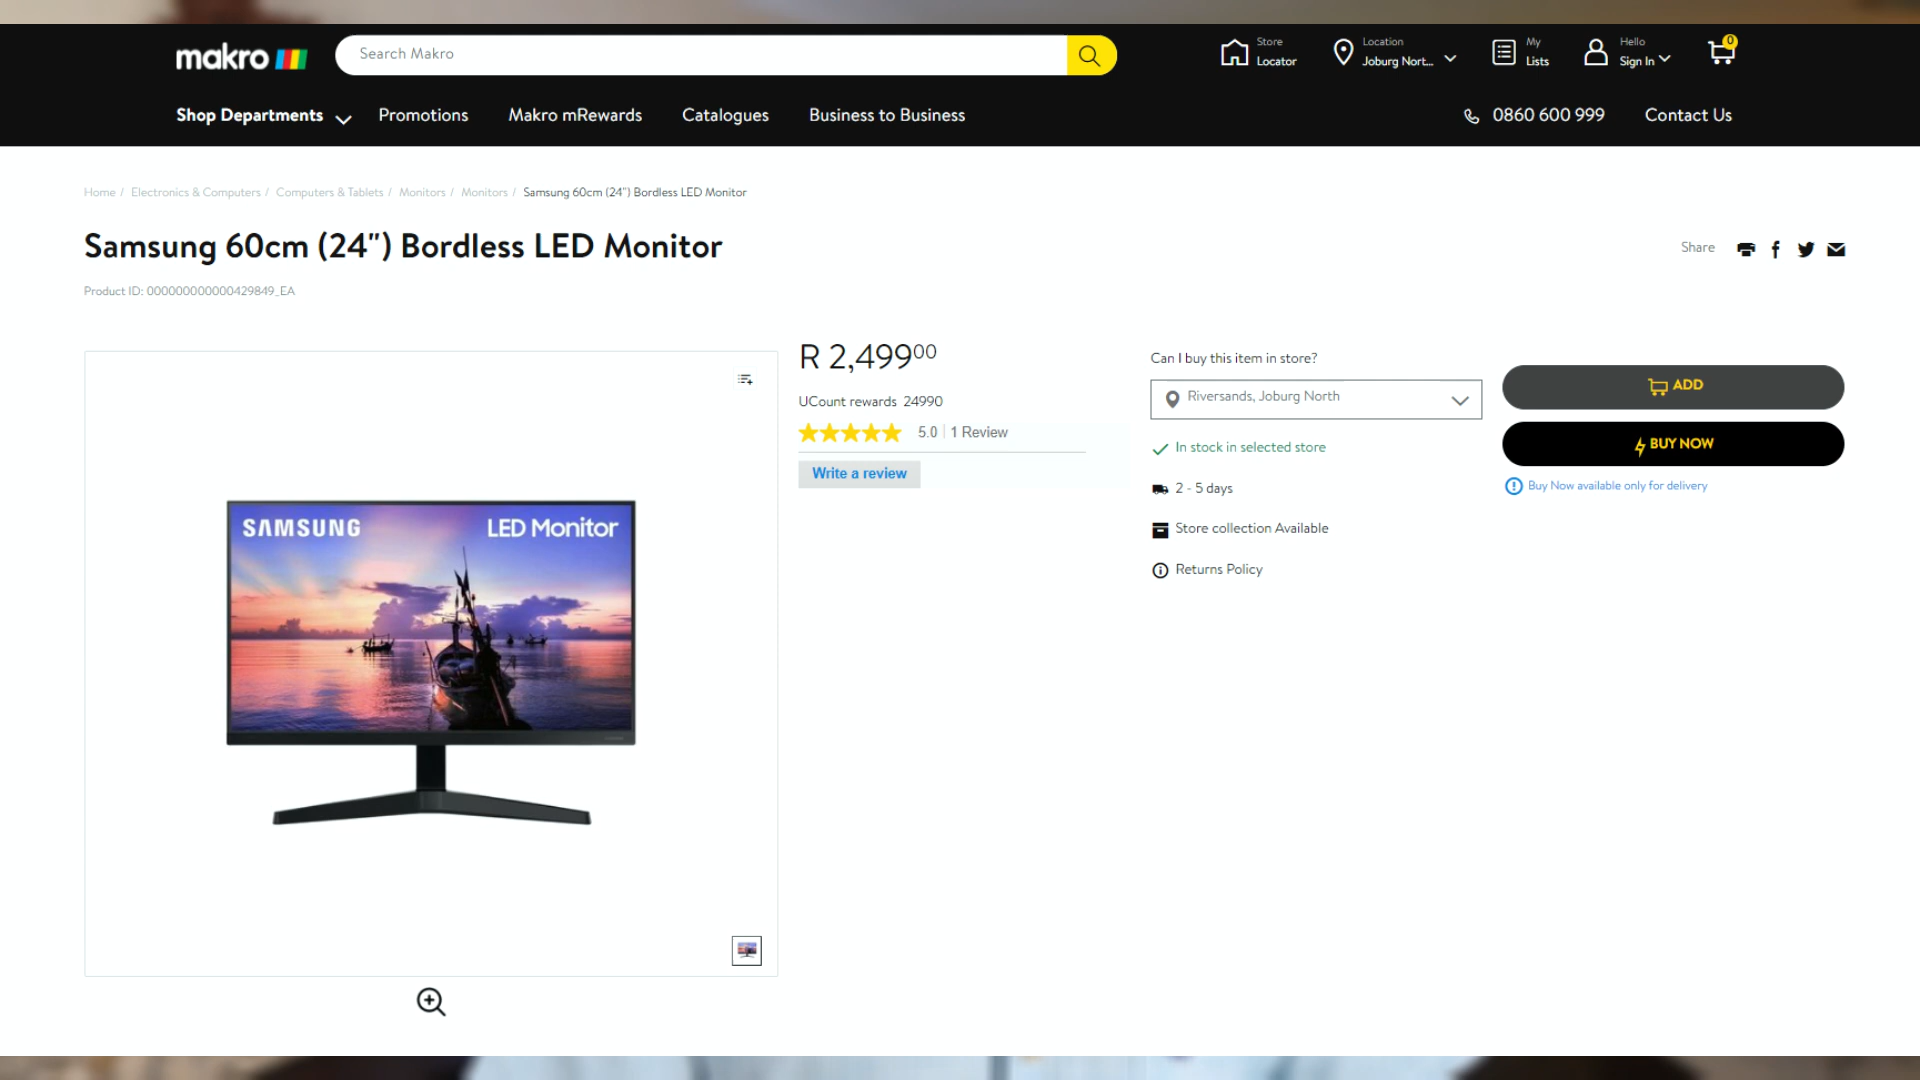 makro
Search Makro
Store
Locator
Location
Joburg Nort...
My
Lists
Hello
Sign In
0
Shop Departments
Promotions
Makro mRewards
Catalogues
Business to Business
0860 600 999
Contact Us
Home / Electronics & Computers / Computers & Tablets / Monitors / Monitors / Samsung 60cm (24") Bordless LED Monitor
Samsung 60cm (24") Bordless LED Monitor
Share
Product ID: 000000000000429849_EA
R 2,49900
UCount rewards 24990
5.0
1 Review
Write a review
Can I buy this item in store?
Riversands, Joburg North
In stock in selected store
2 - 5 days
Store collection Available
Returns Policy
ADD
BUY NOW
Buy Now available only for delivery
SAMSUNG
LED Monitor